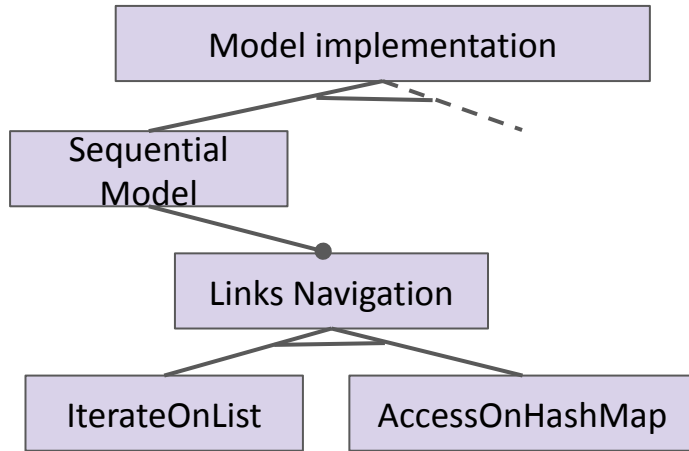 Model implementation
Sequential
Model
Links Navigation
IterateOnList
AccessOnHashMap